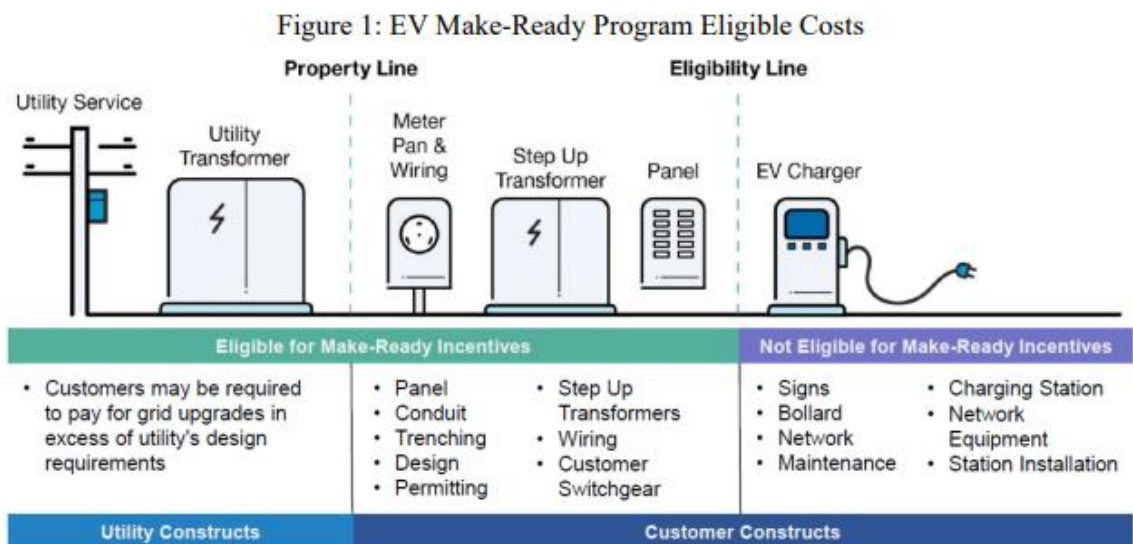 Figure 1: EV Make-Ready Program Eligible Costs
Property Line
Eligibility Line
Utility Service
Utility
Transformer
Meter
Pan &
Wiring
Step Up
Transformer
Panel
EV Charger
Eligible for Make-Ready Incentives
Not Eligible for Make-Ready Incentives
• Customers may be required
to pay for grid upgrades in
excess of utility's design
requirements
• Panel
• Conduit
• Trenching
• Design
• Permitting
• Step Up
Transformers
• Wiring
• Customer
Switchgear
• Signs
• Bollard
• Network
• Maintenance
• Charging Station
• Network
Equipment
• Station Installation
Utility Constructs
Customer Constructs